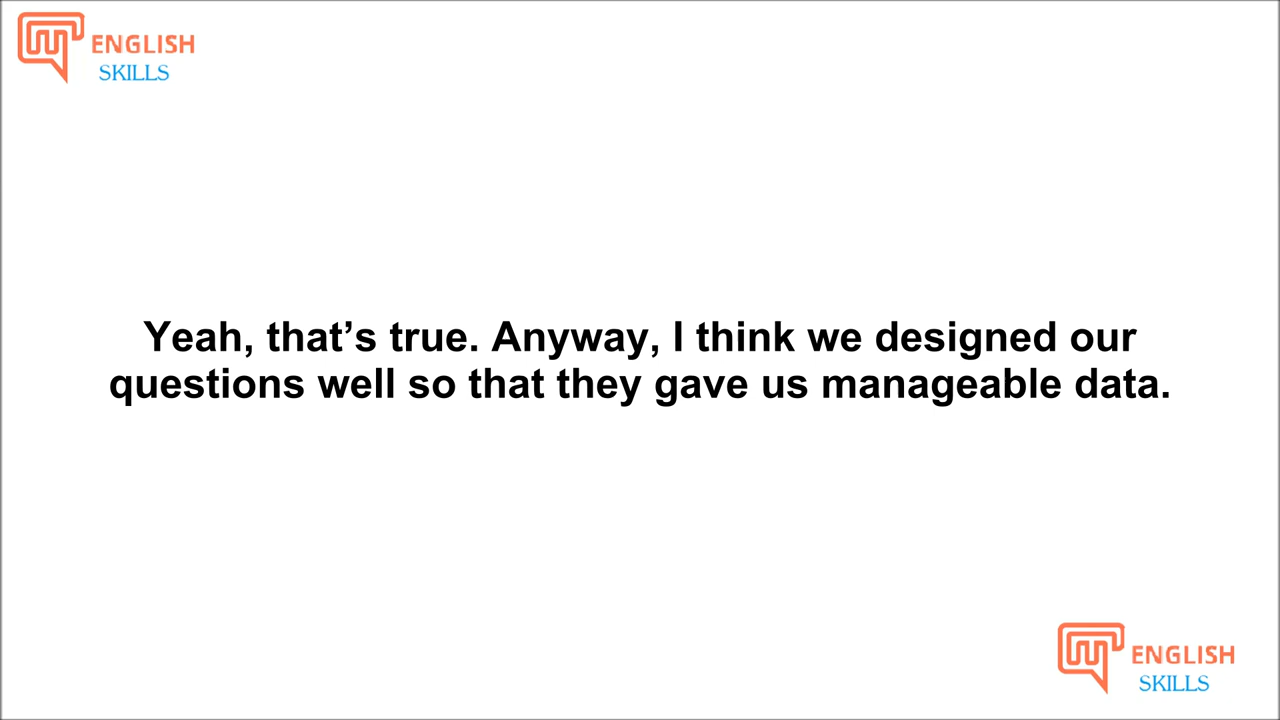 ENGLISH
SKILLS
Yeah, that’s true. Anyway, I think we designed our
questions well so that they gave us manageable data.
ENGLISH
SKILLS